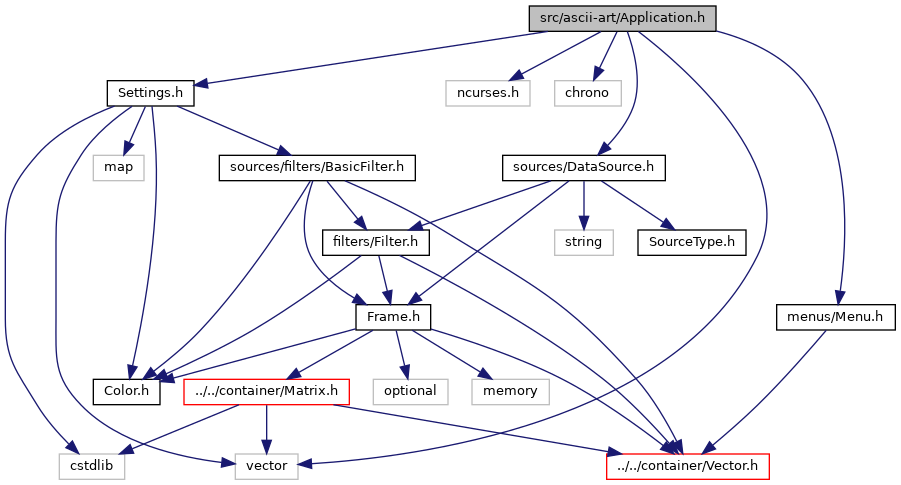 src/ascii-art/Application.h
Settings.h
ncurses.h
chrono
map
sources/filters/BasicFilter.h
sources/DataSource.h
filters/Filter.h
string
SourceType.h
Frame.h
menus/Menu.h
Color.h
../../container/Matrix.h
optional
memory
cstdlib
vector
../../container/Vector.h